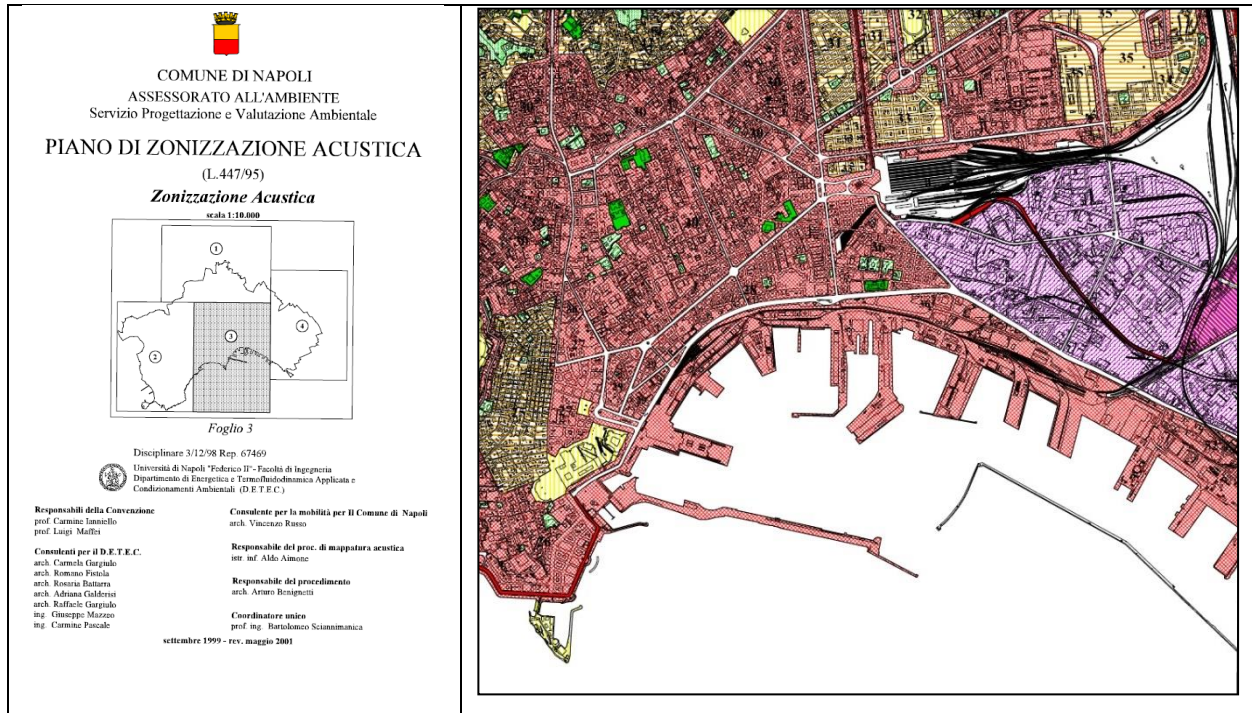 COMUNE DI NAPOLI
ASSESSORATO ALL'AMBIENTE
Servizio Progettazione e Valutazione Ambientale
PIANO DI ZONIZZAZIONE ACUSTICA
(L.447/95)
Zonizzazione Acustica
scala 1:10.000
1
2
3
4
Foglio 3
Disciplinare 3/12/98 Rep. 67469
Università di Napoli "Federico II"- Facoltà di Ingegneria
Dipartimento di Energetica e Termofluidodinamica Applicata e
Condizionamenti Ambientali (D.E.T.E.C.)
Responsabili della Convenzione
prof. Carmine Ianniello
prof. Luigi Maffei
Consulenti per il D.E.T.E.C.
arch. Carmela Gargiulo
arch. Romano Fistola
arch. Rosaria Battarra
arch. Adriana Galderisi
arch. Raffaele Gargiulo
ing. Giuseppe Mazzeo
ing. Carmine Pascale
Consulente per la mobilità per Il Comune di Napoli
arch. Vincenzo Russo
Responsabile del proc. di mappatura acustica
istr. inf. Aldo Aimone
Responsabile del procedimento
arch. Arturo Benignetti
Coordinatore unico
prof. ing. Bartolomeo Sciannimanica
settembre 1999 - rev. maggio 2001
31
32
31
35
35
31
30
28